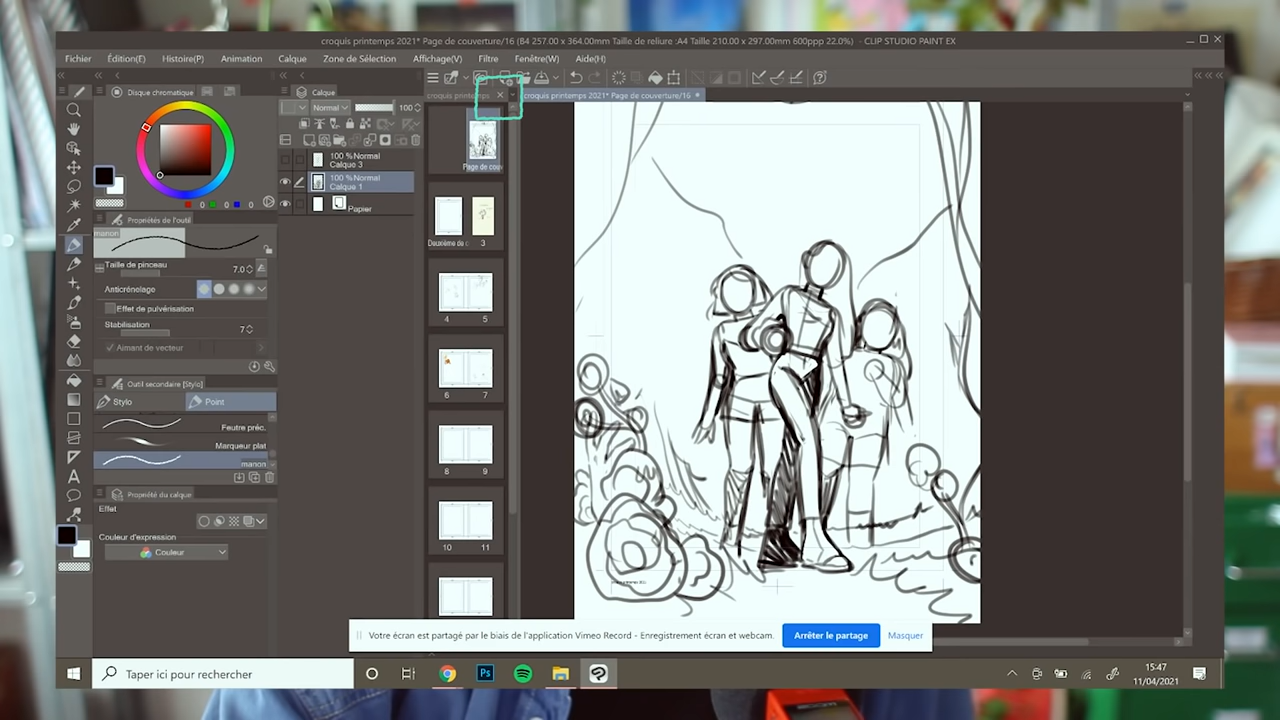 croquis printemps 2021* Page de couverture/16 (B4 257.00 x 364.00mm Taille de reliure :A4 Taille 210.00 x 297.00mm 600ppp 22.0%) - CLIP STUDIO PAINT EX
Fichier Édition(E) Histoire(P) Animation Calque Zone de Sélection Affichage(V) Filtre Fenêtre(W) Aide(H)
Disque chromatique
Calque
croquis printemps
croquis printemps 2021* Page de couverture/16
Normal 100
100 %Normal
Calque 3
100 %Normal
Calque 1
Papier
0 0 0
Propriétés de l'outil
manon
Taille de pinceau 7.0
Anticrénelage
Effet de pulvérisation
Stabilisation 7
Aimant de vecteur
Outil secondaire [Stylo]
Stylo Point
Feutre préc.
Marqueur plat
manon
Propriété du calque
Effet
Couleur d'expression
Couleur
Page de couv
Deuxième de c 3
4 5
6 7
8 9
10 11
Votre écran est partagé par le biais de l'application Vimeo Record - Enregistrement écran et webcam.
Arrêter le partage
Masquer
Taper ici pour rechercher
Ps
15:47
11/04/2021